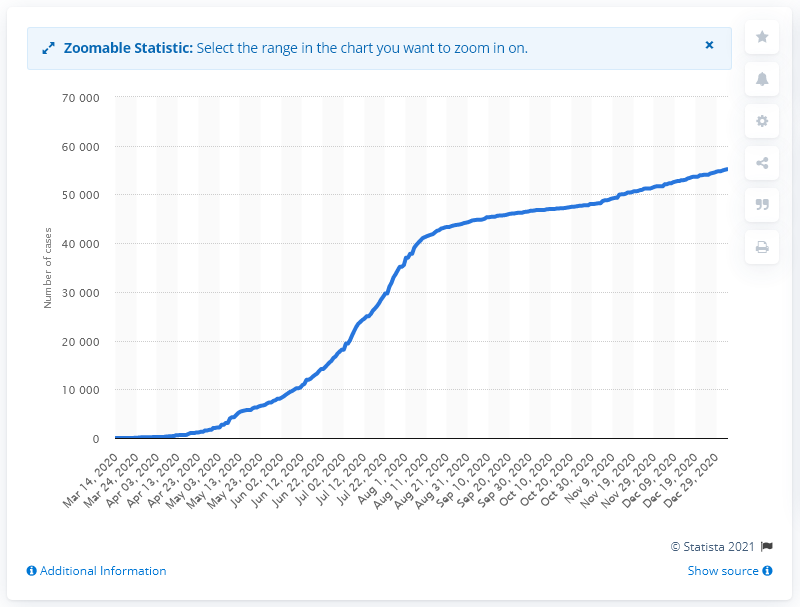 Zoomable Statistic: Select the range in the chart you want to zoom in on.
70 000
60 000
50 000
40 000
30 000
20 000
10 000
0
Number of cases
Mar 14, 2020
Mar 24, 2020
Apr 03, 2020
Apr 13, 2020
Apr 23, 2020
May 03, 2020
May 13, 2020
May 23, 2020
Jun 02, 2020
Jun 12, 2020
Jun 22, 2020
Jul 02, 2020
Jul 12, 2020
Jul 22, 2020
Aug 1, 2020
Aug 11, 2020
Aug 21, 2020
Aug 31, 2020
Sep 10, 2020
Sep 20, 2020
Sep 30, 2020
Oct 10, 2020
Oct 20, 2020
Oct 30, 2020
Nov 9, 2020
Nov 19, 2020
Nov 29, 2020
Dec 09, 2020
Dec 19, 2020
Dec 29, 2020
© Statista 2021
Additional Information
Show source